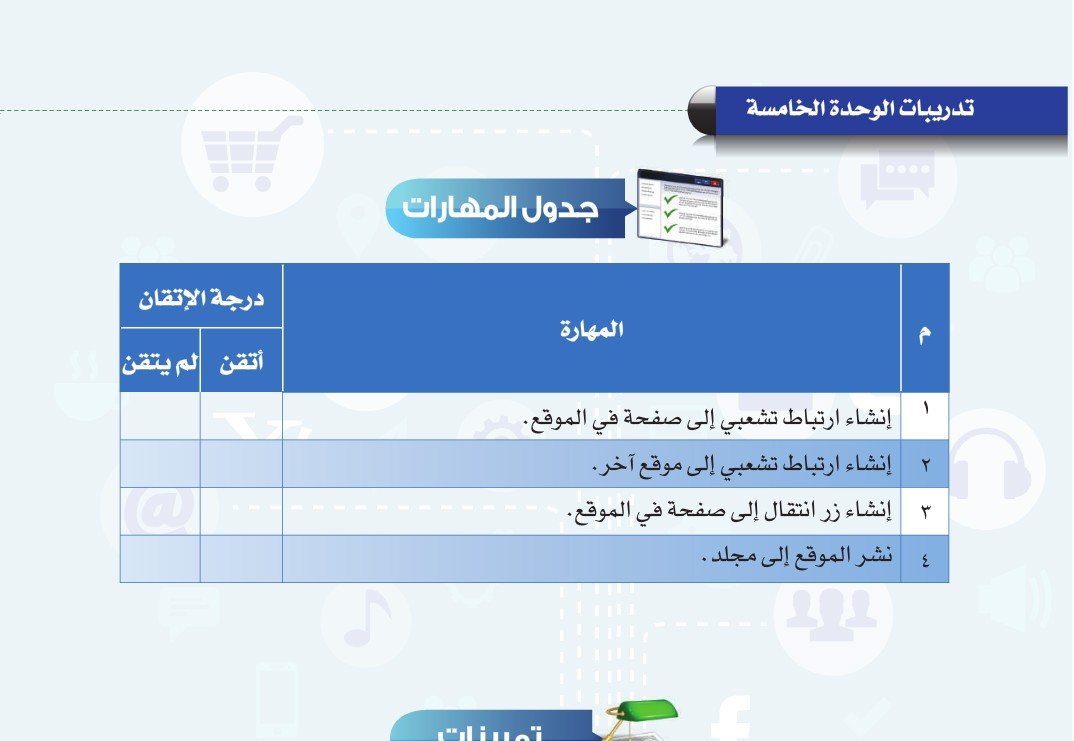 تدريبات الوحدة الخامسة
جدول المهارات
م المهارة درجة الإتقان
أتقن لم يتقن
١ إنشاء ارتباط تشعبي إلى صفحة في الموقع.
٢ إنشاء ارتباط تشعبي إلى موقع آخر.
٣ إنشاء زر انتقال إلى صفحة في الموقع.
٤ نشر الموقع إلى مجلد.
تمرينات